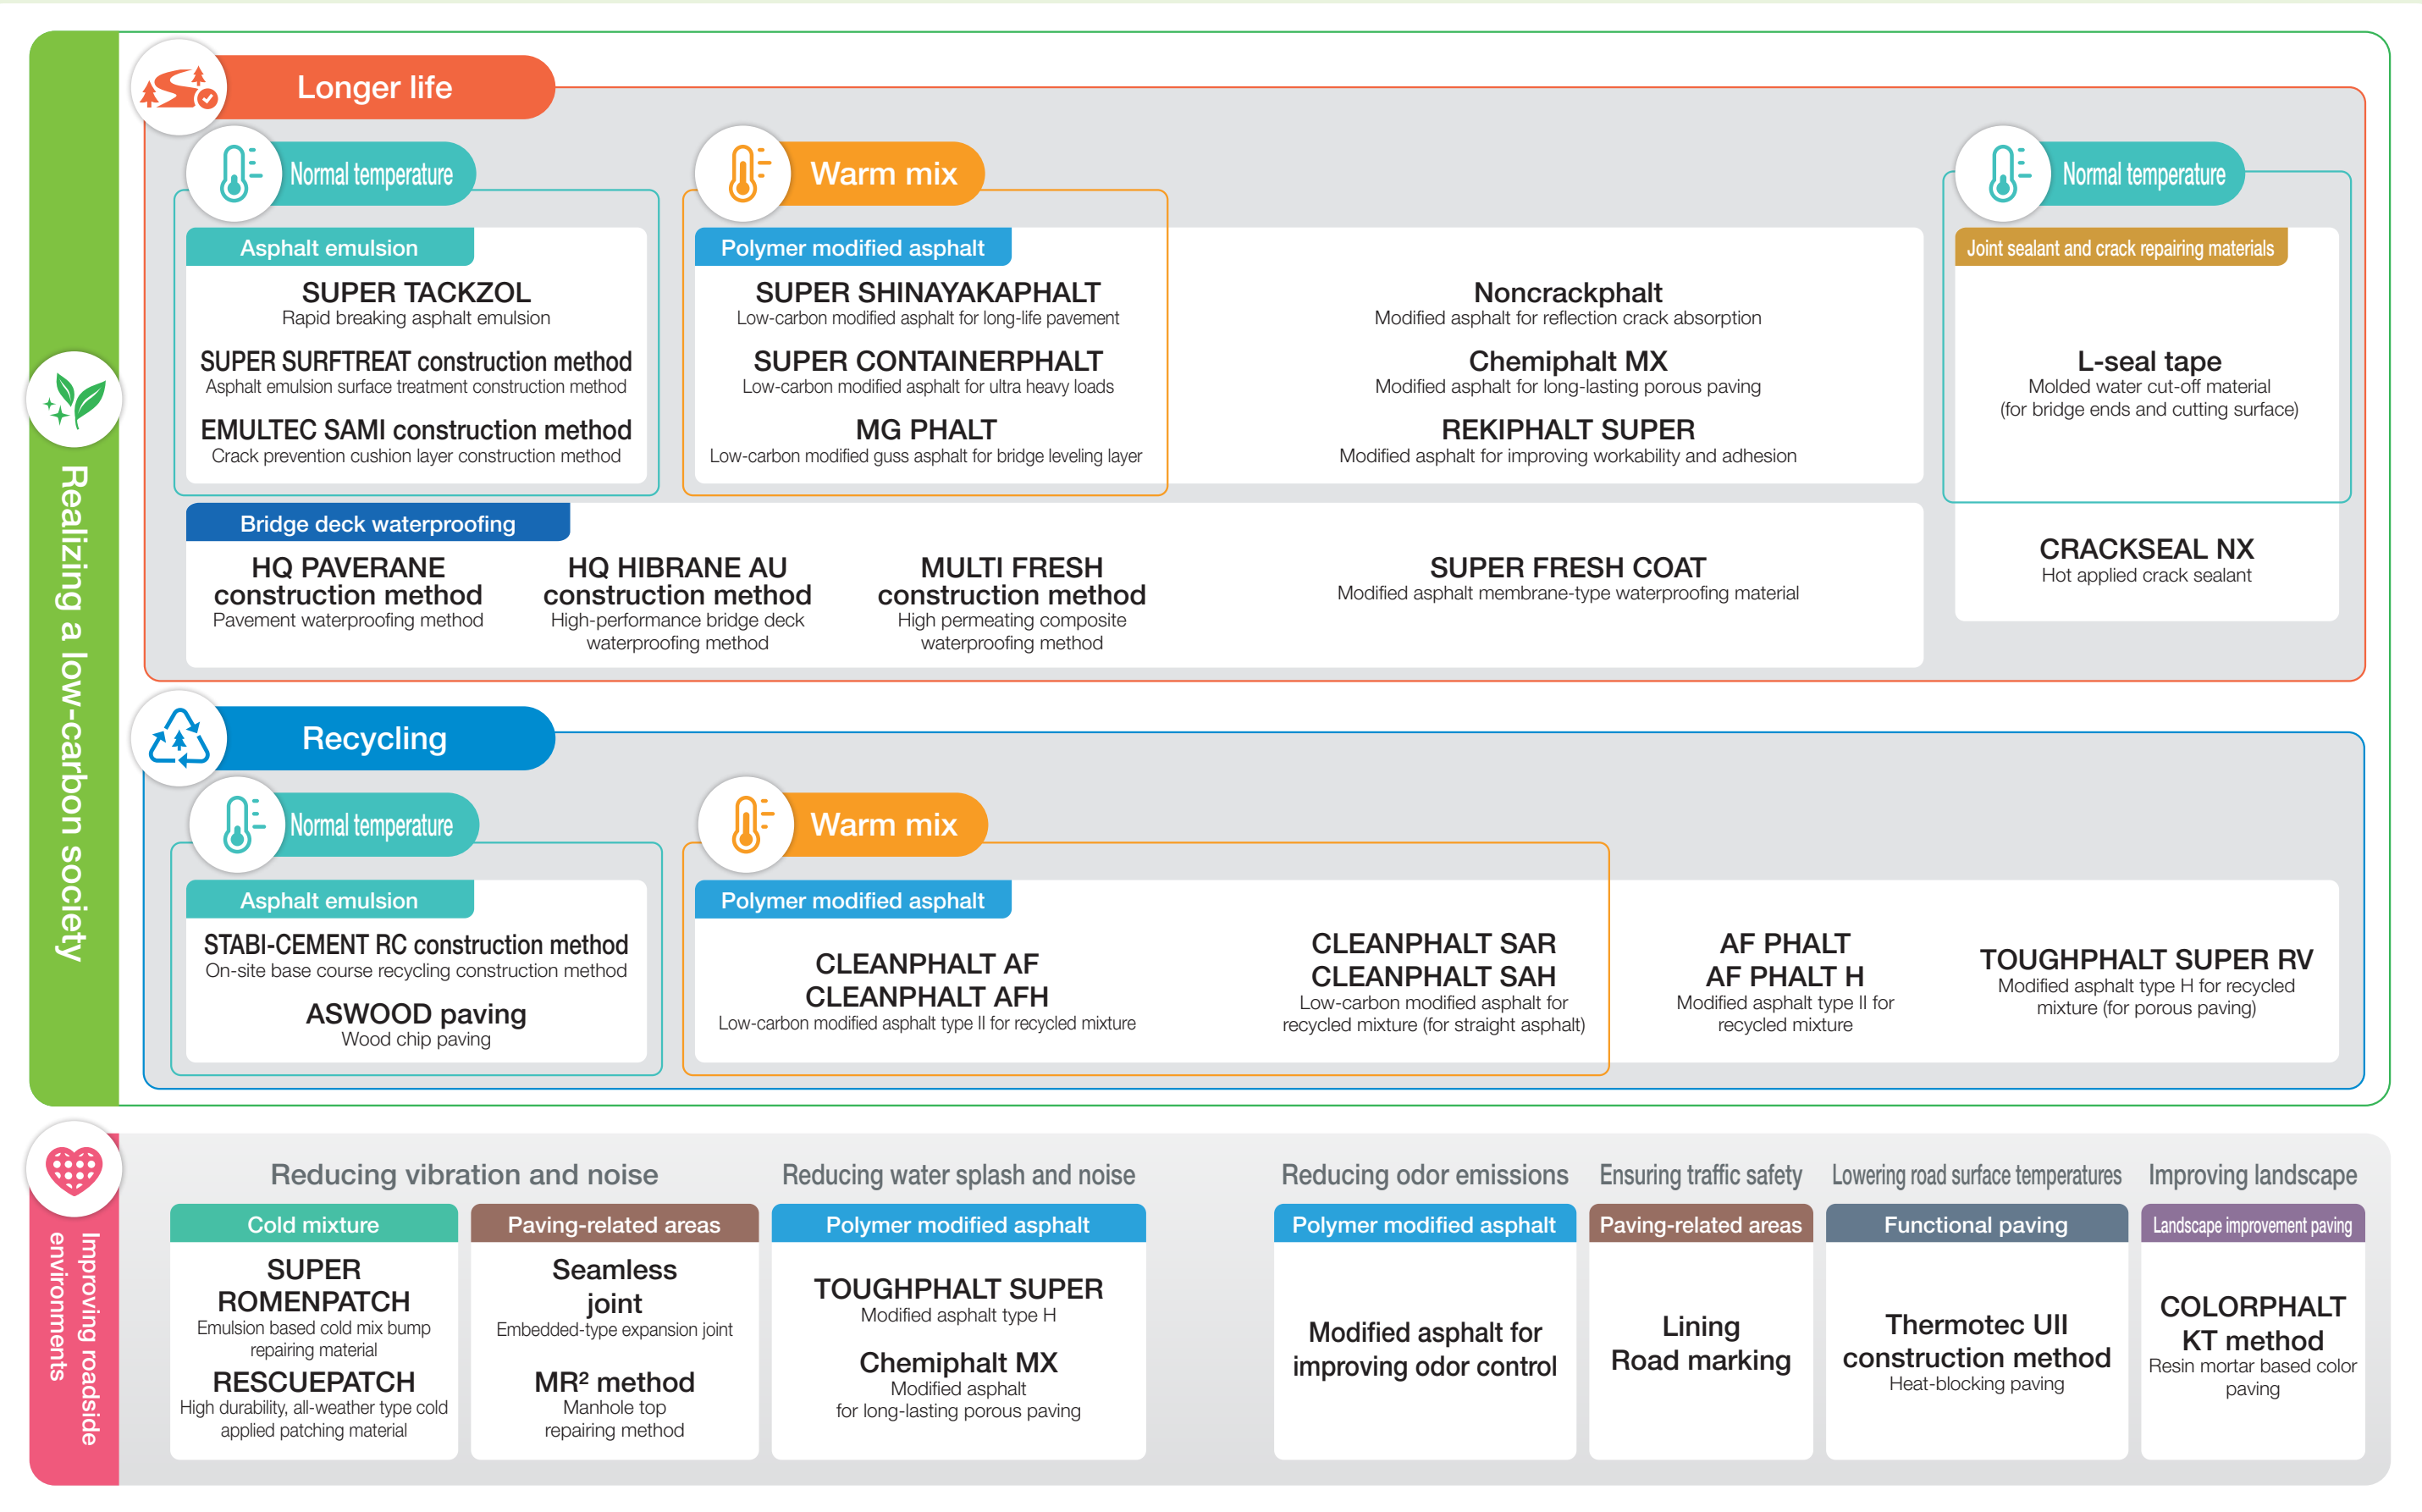 Realizing a low-carbon society
Longer life
Normal temperature
Asphalt emulsion
SUPER TACKZOL
Rapid breaking asphalt emulsion
SUPER SURFTREAT construction method
Asphalt emulsion surface treatment construction method
EMULTEC SAMI construction method
Crack prevention cushion layer construction method
Warm mix
Polymer modified asphalt
SUPER SHINAYAKAPHALT
Low-carbon modified asphalt for long-life pavement
SUPER CONTAINERPHALT
Low-carbon modified asphalt for ultra heavy loads
MG PHALT
Low-carbon modified guss asphalt for bridge leveling layer
Noncrackphalt
Modified asphalt for reflection crack absorption
Chemiphalt MX
Modified asphalt for long-lasting porous paving
REKIPHALT SUPER
Modified asphalt for improving workability and adhesion
Normal temperature
Joint sealant and crack repairing materials
L-seal tape
Molded water cut-off material
(for bridge ends and cutting surface)
CRACKSEAL NX
Hot applied crack sealant
Bridge deck waterproofing
HQ PAVERANE
construction method
Pavement waterproofing method
HQ HIBRANE AU
construction method
High-performance bridge deck
waterproofing method
MULTI FRESH
construction method
High permeating composite
waterproofing method
SUPER FRESH COAT
Modified asphalt membrane-type waterproofing material
Recycling
Normal temperature
Asphalt emulsion
STABI-CEMENT RC construction method
On-site base course recycling construction method
ASWOOD paving
Wood chip paving
Warm mix
Polymer modified asphalt
CLEANPHALT AF
CLEANPHALT AFH
Low-carbon modified asphalt type II for recycled mixture
CLEANPHALT SAR
CLEANPHALT SAH
Low-carbon modified asphalt for
recycled mixture (for straight asphalt)
AF PHALT
AF PHALT H
Modified asphalt type II for
recycled mixture
TOUGHPHALT SUPER RV
Modified asphalt type H for recycled
mixture (for porous paving)
Improving roadside
environments
Reducing vibration and noise
Cold mixture
SUPER
ROMENPATCH
Emulsion based cold mix bump
repairing material
RESCUEPATCH
High durability, all-weather type cold
applied patching material
Paving-related areas
Seamless
joint
Embedded-type expansion joint
MR² method
Manhole top
repairing method
Reducing water splash and noise
Polymer modified asphalt
TOUGHPHALT SUPER
Modified asphalt type H
Chemiphalt MX
Modified asphalt
for long-lasting porous paving
Reducing odor emissions
Polymer modified asphalt
Modified asphalt for
improving odor control
Ensuring traffic safety
Paving-related areas
Lining
Road marking
Lowering road surface temperatures
Functional paving
Thermotec UII
construction method
Heat-blocking paving
Improving landscape
Landscape improvement paving
COLORPHALT
KT method
Resin mortar based color
paving